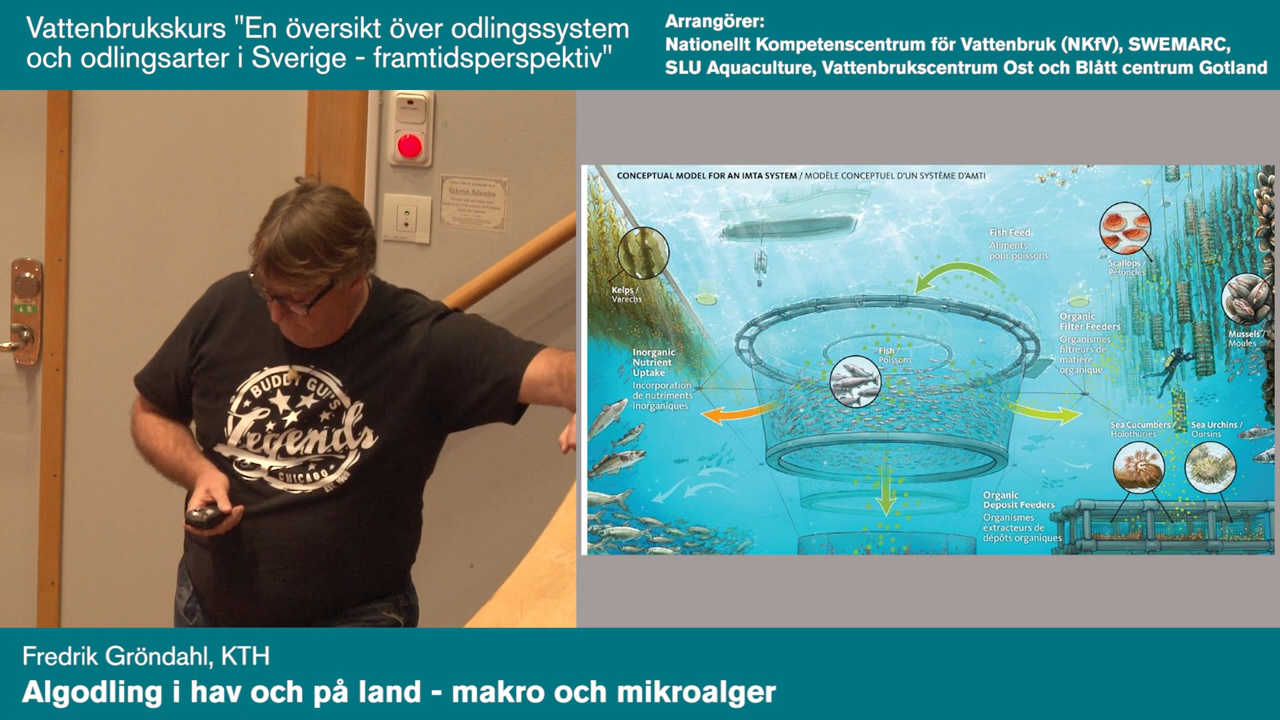 Vattenbrukskurs "En översikt över odlingssystem
och odlingsarter i Sverige - framtidsperspektiv"
Arrangörer:
Nationellt Kompetenscentrum för Vattenbruk (NKfV), SWEMARC,
SLU Aquaculture, Vattenbrukscentrum Ost och Blått centrum Gotland
BUDDY GUY'S
Legends
CHICAGO
CONCEPTUAL MODEL FOR AN IMTA SYSTEM / MODÈLE CONCEPTUEL D'UN SYSTÈME D'AMTI
Fish Feed
Aliments
pour poissons
Scallops /
Pétoncles
Kelps /
Varechs
Mussels /
Moules
Organic
Filter Feeders
Organismes
filtreurs de
matière
organique
Inorganic
Nutrient
Uptake
Incorporation
de nutriments
inorganiques
Fish /
Poissons
Sea Cucumbers /
Holothuries
Sea Urchins /
Oursins
Organic
Deposit Feeders
Organismes
extracteurs de
dépôts organiques
Fredrik Gröndahl, KTH
Algodling i hav och på land - makro och mikroalger